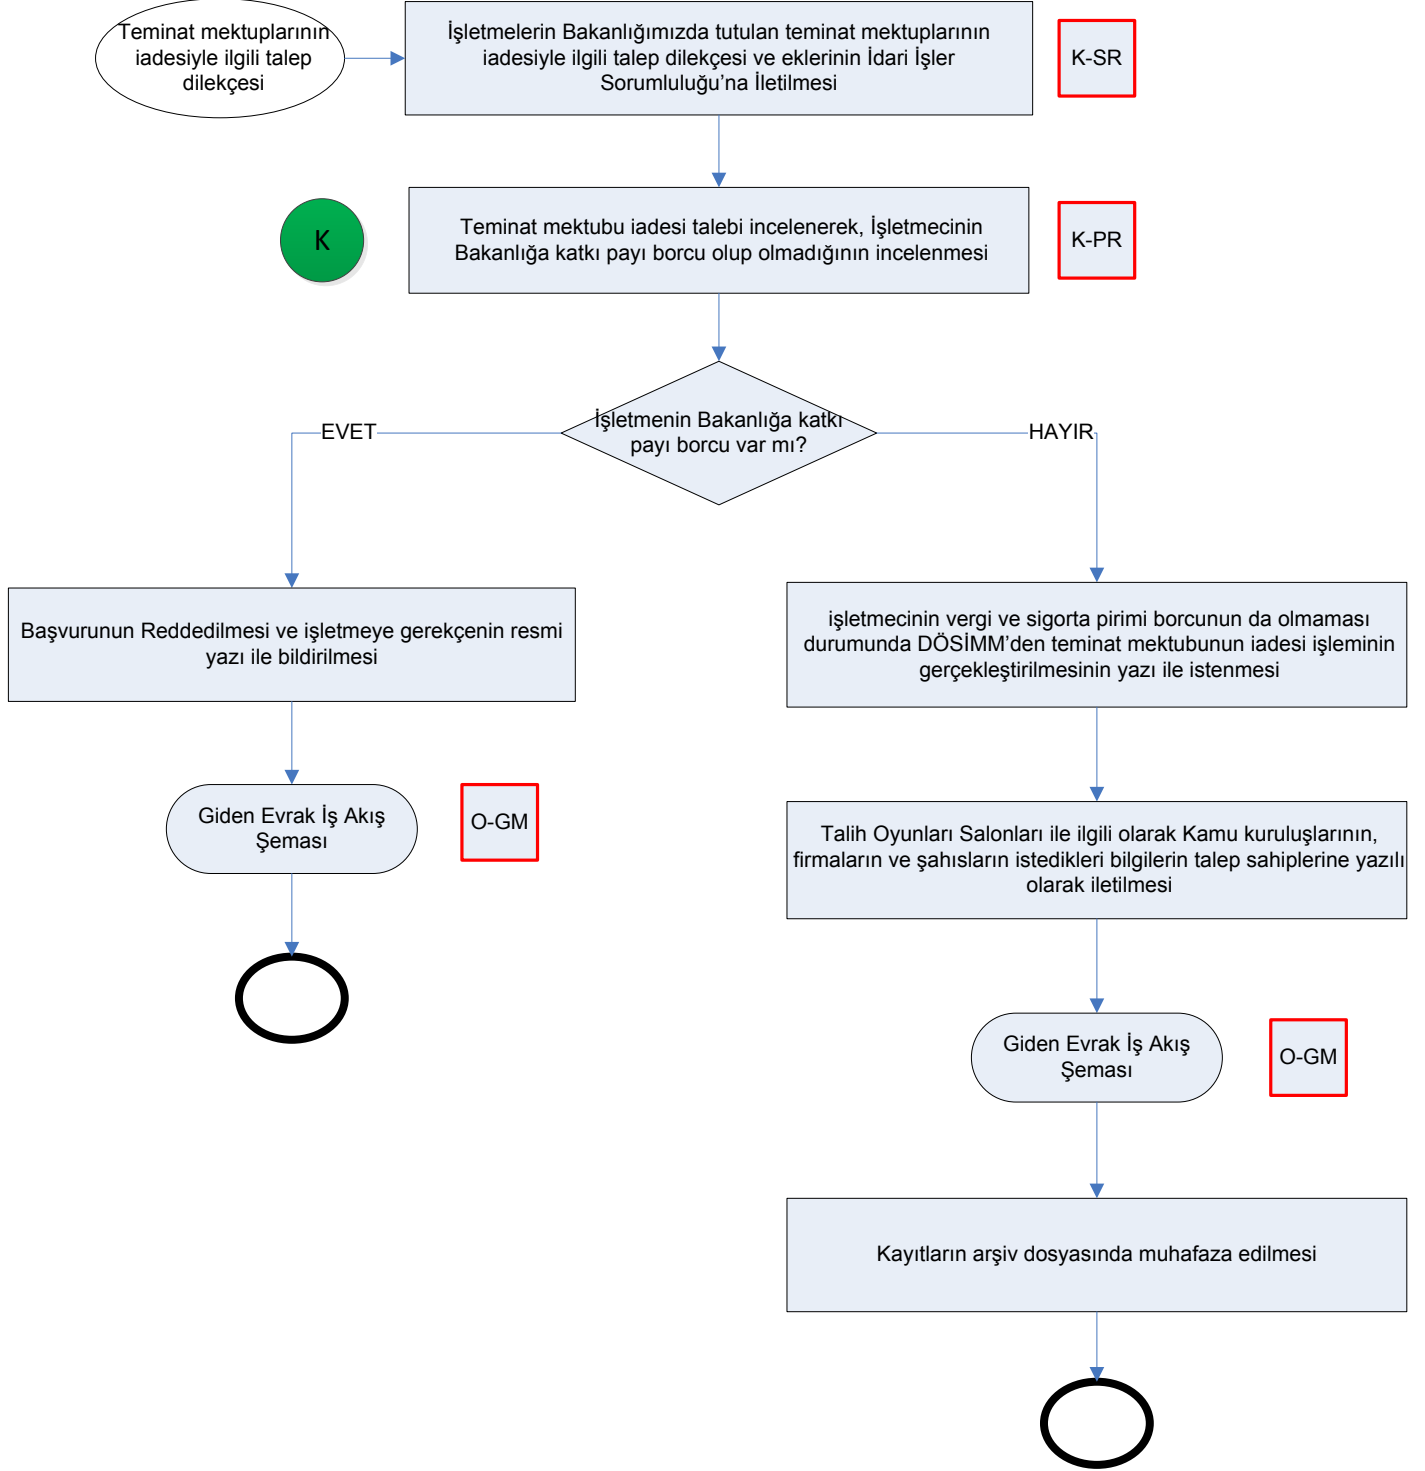 Teminat mektuplarının
iadesiyle ilgili talep
dilekçesi
İşletmelerin Bakanlığımızda tutulan teminat mektuplarının
iadesiyle ilgili talep dilekçesi ve eklerinin İdari İşler
Sorumluluğu’na İletilmesi
K-SR
K
Teminat mektubu iadesi talebi incelenerek, İşletmecinin
Bakanlığa katkı payı borcu olup olmadığının incelenmesi
K-PR
İşletmenin Bakanlığa katkı
payı borcu var mı?
EVET
HAYIR
Başvurunun Reddedilmesi ve işletmeye gerekçenin resmi
yazı ile bildirilmesi
işletmecinin vergi ve sigorta pirimi borcunun da olmaması
durumunda DÖSİMM’den teminat mektubunun iadesi işleminin
gerçekleştirilmesinin yazı ile istenmesi
Giden Evrak İş Akış
Şeması
O-GM
Talih Oyunları Salonları ile ilgili olarak Kamu kuruluşlarının,
firmaların ve şahısların istedikleri bilgilerin talep sahiplerine yazılı
olarak iletilmesi
Giden Evrak İş Akış
Şeması
O-GM
Kayıtların arşiv dosyasında muhafaza edilmesi